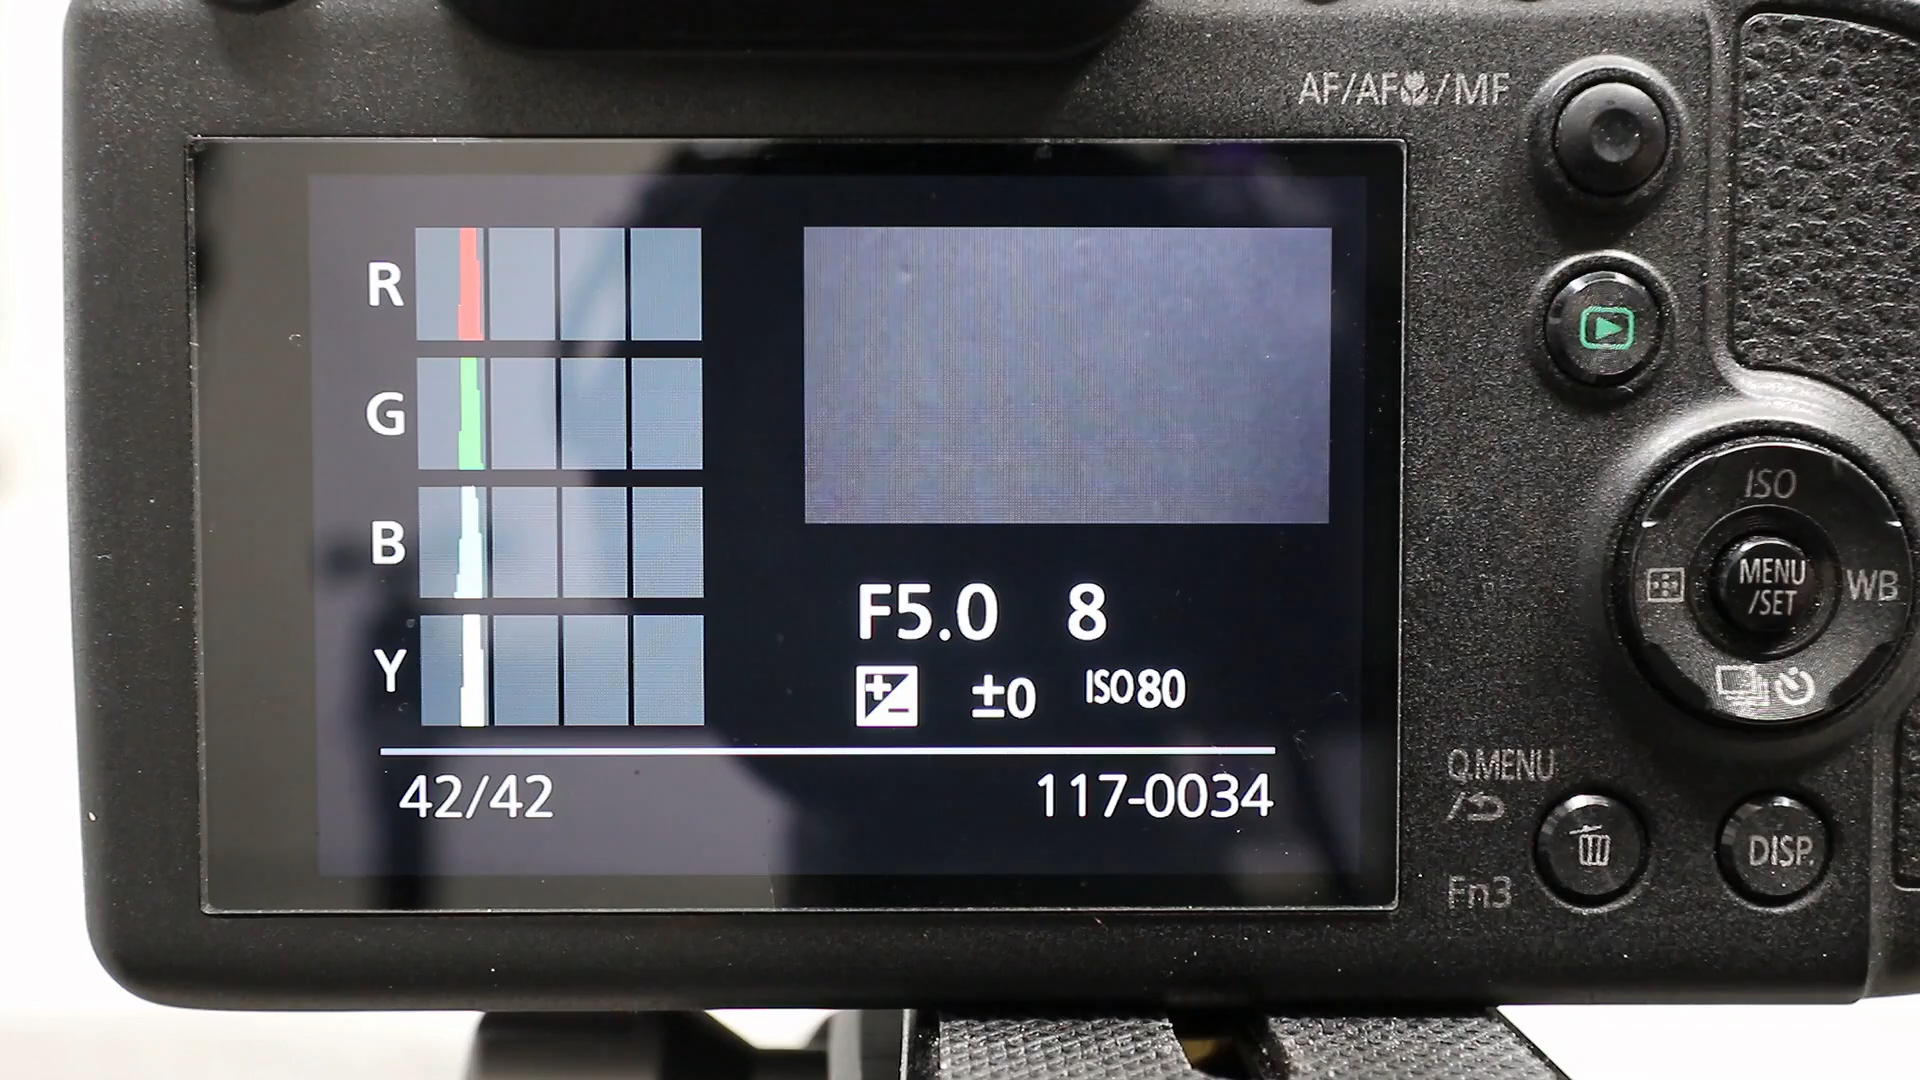 AF/AF/MF
R
G
B
Y
F5.0 8
±0 ISO80
42/42 117-0034
ISO
MENU
/SET
WB
Q.MENU
/
DISP.
Fn3